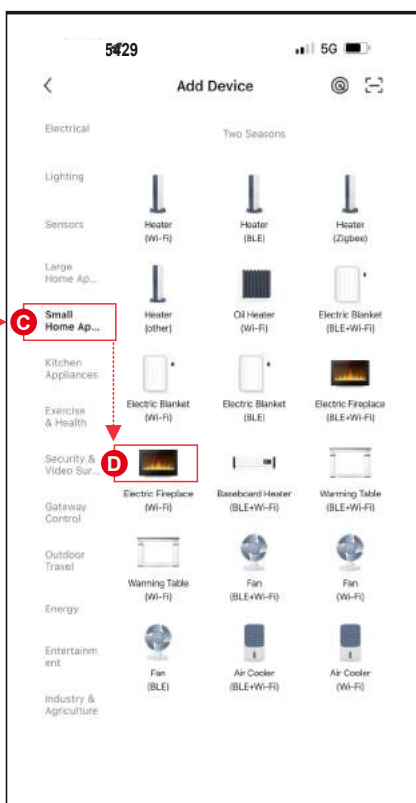 5G
Add Device
Electrical
Lighting
Sensors
Large
Home Ap...
C
Small
Home Ap...
Kitchen
Appliances
Exercise
& Health
Security &
Video Sur...
Gateway
Control
Outdoor
Travel
Energy
Entertainm
ent
Industry &
Agriculture
Two Seasons
Heater
(Wi-Fi)
Heater
(BLE)
Heater
(Zigbee)
Heater
(other)
Oil Heater
(Wi-Fi)
Electric Blanket
(BLE+Wi-Fi)
Electric Blanket
(Wi-Fi)
Electric Blanket
(BLE)
Electric Fireplace
(BLE+Wi-Fi)
D
Electric Fireplace
(Wi-Fi)
Baseboard Heater
(BLE+Wi-Fi)
Warming Table
(BLE+Wi-Fi)
Warming Table
(Wi-Fi)
Fan
(BLE+Wi-Fi)
Fan
(Wi-Fi)
Fan
(BLE)
Air Cooler
(BLE+Wi-Fi)
Air Cooler
(Wi-Fi)